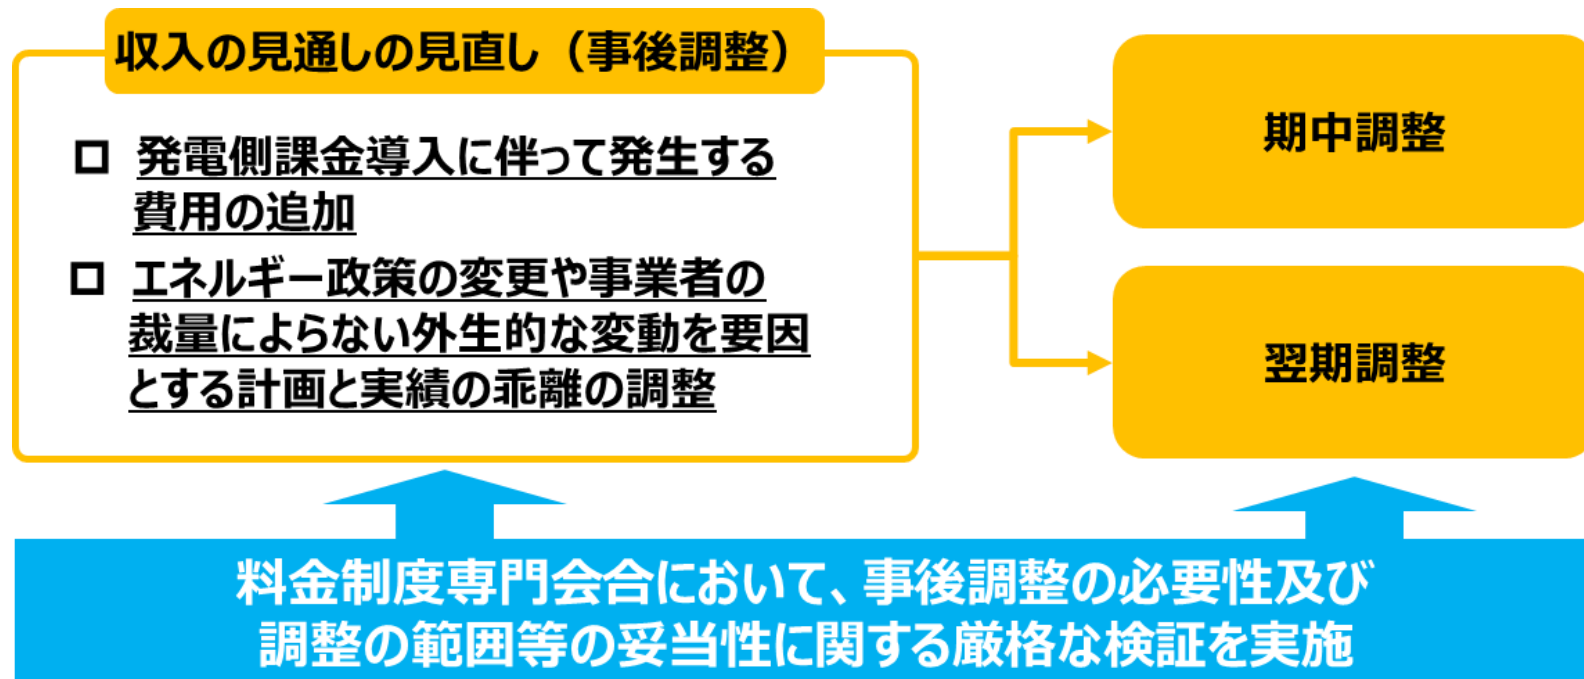 収入の見通しの見直し（事後調整）
□ 発電側課金導入に伴って発生する
費用の追加
□ エネルギー政策の変更や事業者の
裁量によらない外生的な変動を要因
とする計画と実績の乖離の調整
期中調整
翌期調整
料金制度専門会合において、事後調整の必要性及び
調整の範囲等の妥当性に関する厳格な検証を実施